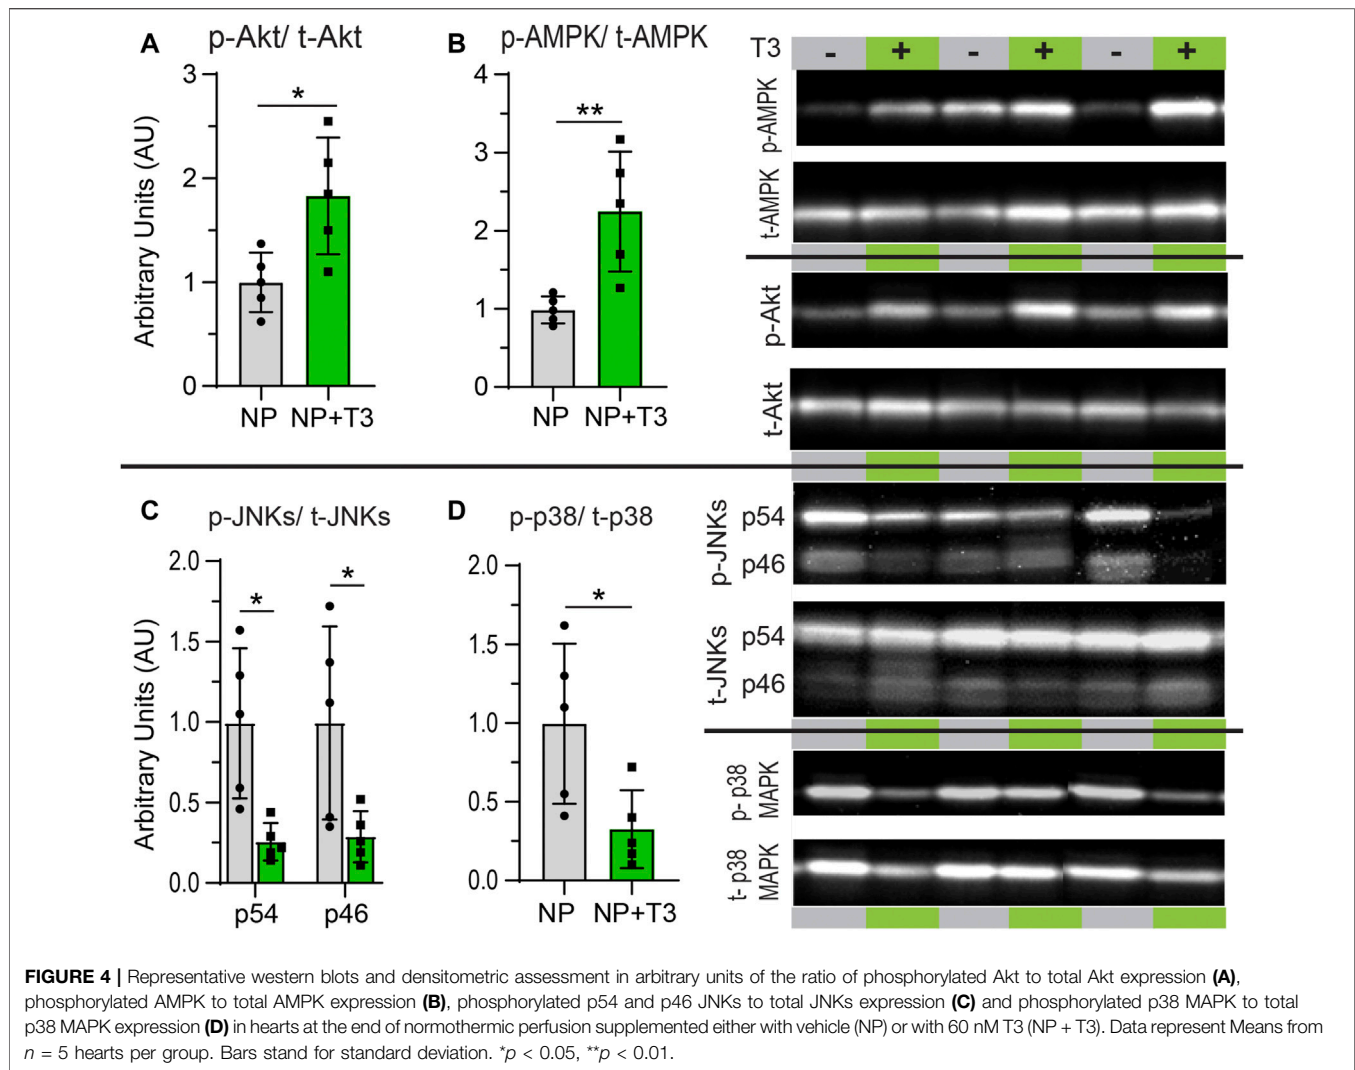 A p-Akt/ t-Akt
Arbitrary Units (AU)
3
2
1
0
*
NP NP+T3
B p-AMPK/ t-AMPK
4
3
2
1
0
**
NP NP+T3
T3 - + - + - +
p-AMPK
t-AMPK
p-Akt
t-Akt
C p-JNKs/ t-JNKs
Arbitrary Units (AU)
2.0
1.5
1.0
0.5
0.0
* *
p54 p46
D p-p38/ t-p38
2.0
1.5
1.0
0.5
0.0
*
NP NP+T3
p-JNKs
p54
p46
t-JNKs
p54
p46
p- p38
MAPK
t- p38
MAPK
FIGURE 4 | Representative western blots and densitometric assessment in arbitrary units of the ratio of phosphorylated Akt to total Akt expression (A),
phosphorylated AMPK to total AMPK expression (B), phosphorylated p54 and p46 JNKs to total JNKs expression (C) and phosphorylated p38 MAPK to total
p38 MAPK expression (D) in hearts at the end of normothermic perfusion supplemented either with vehicle (NP) or with 60 nM T3 (NP + T3). Data represent Means from
n = 5 hearts per group. Bars stand for standard deviation. *p < 0.05, **p < 0.01.